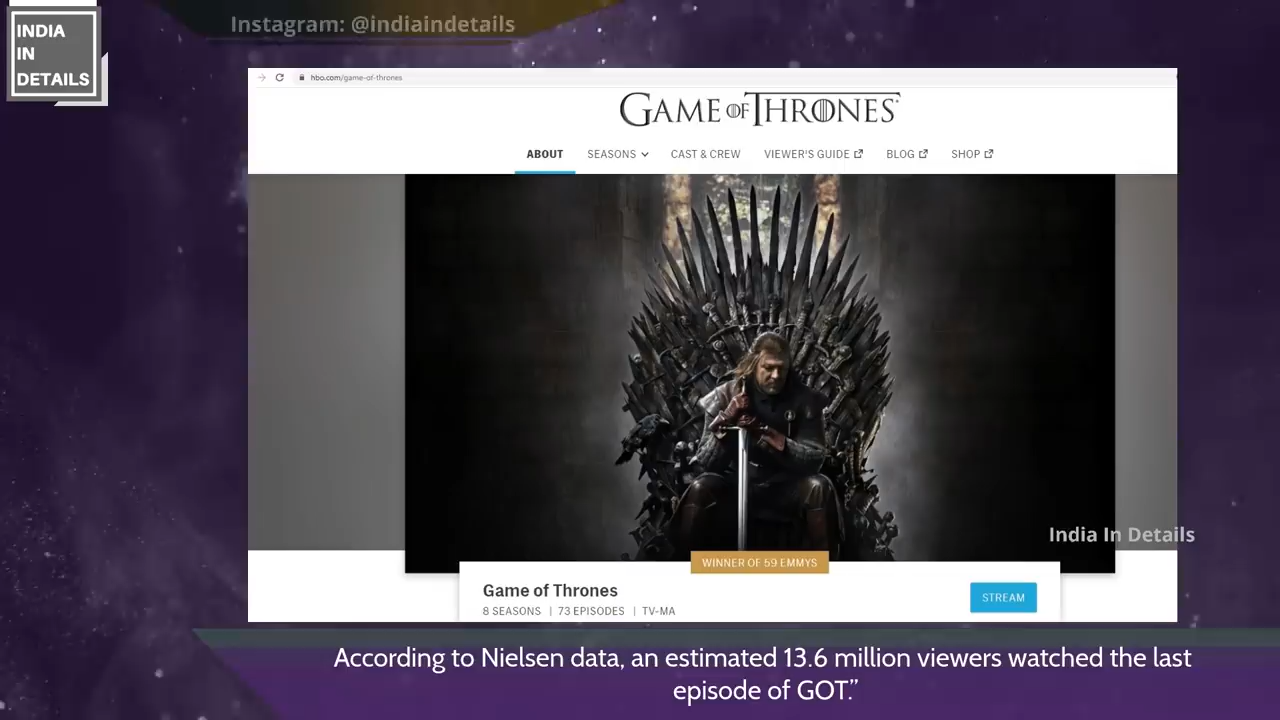 INDIA
IN
DETAILS
Instagram: @indiaindetails
hbo.com/game-of-thrones
GAME OF THRONES
ABOUT SEASONS CAST & CREW VIEWER'S GUIDE BLOG SHOP
India In Details
WINNER OF 59 EMMYS
Game of Thrones
8 SEASONS | 73 EPISODES | TV-MA
STREAM
According to Nielsen data, an estimated 13.6 million viewers watched the last
episode of GOT.”